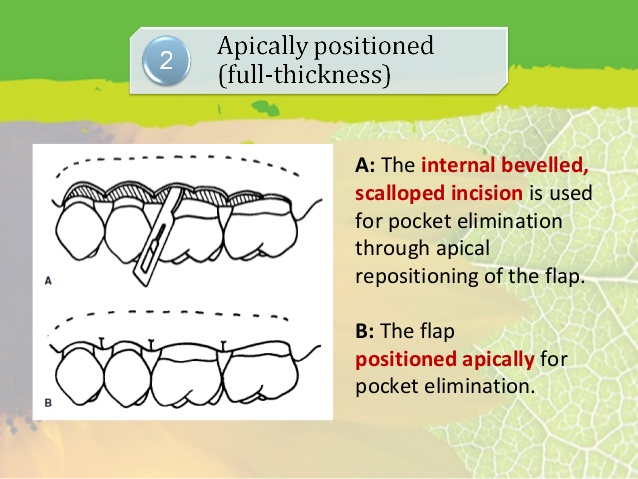 2
Apically positioned
(full-thickness)
A: The internal bevelled,
scalloped incision is used
for pocket elimination
through apical
repositioning of the flap.
B: The flap
positioned apically for
pocket elimination.
A
B